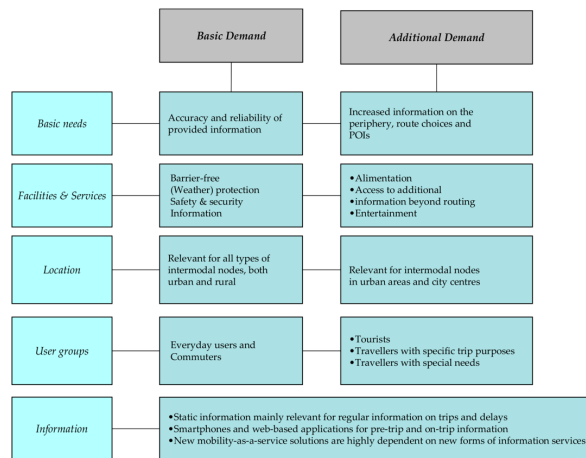 Basic Demand
Additional Demand
Basic needs
Accuracy and reliability of
provided information
Increased information on the
periphery, route choices and
POIs
Facilities & Services
Barrier-free
(Weather) protection
Safety & security
Information
•Alimentation
•Access to additional
•information beyond routing
•Entertainment
Location
Relevant for all types of
intermodal nodes, both
urban and rural
Relevant for intermodal nodes
in urban areas and city centres
User groups
Everyday users and
Commuters
•Tourists
•Travellers with specific trip purposes
•Travellers with special needs
Information
•Static information mainly relevant for regular information on trips and delays
•Smartphones and web-based applications for pre-trip and on-trip information
•New mobility-as-a-service solutions are highly dependent on new forms of information services